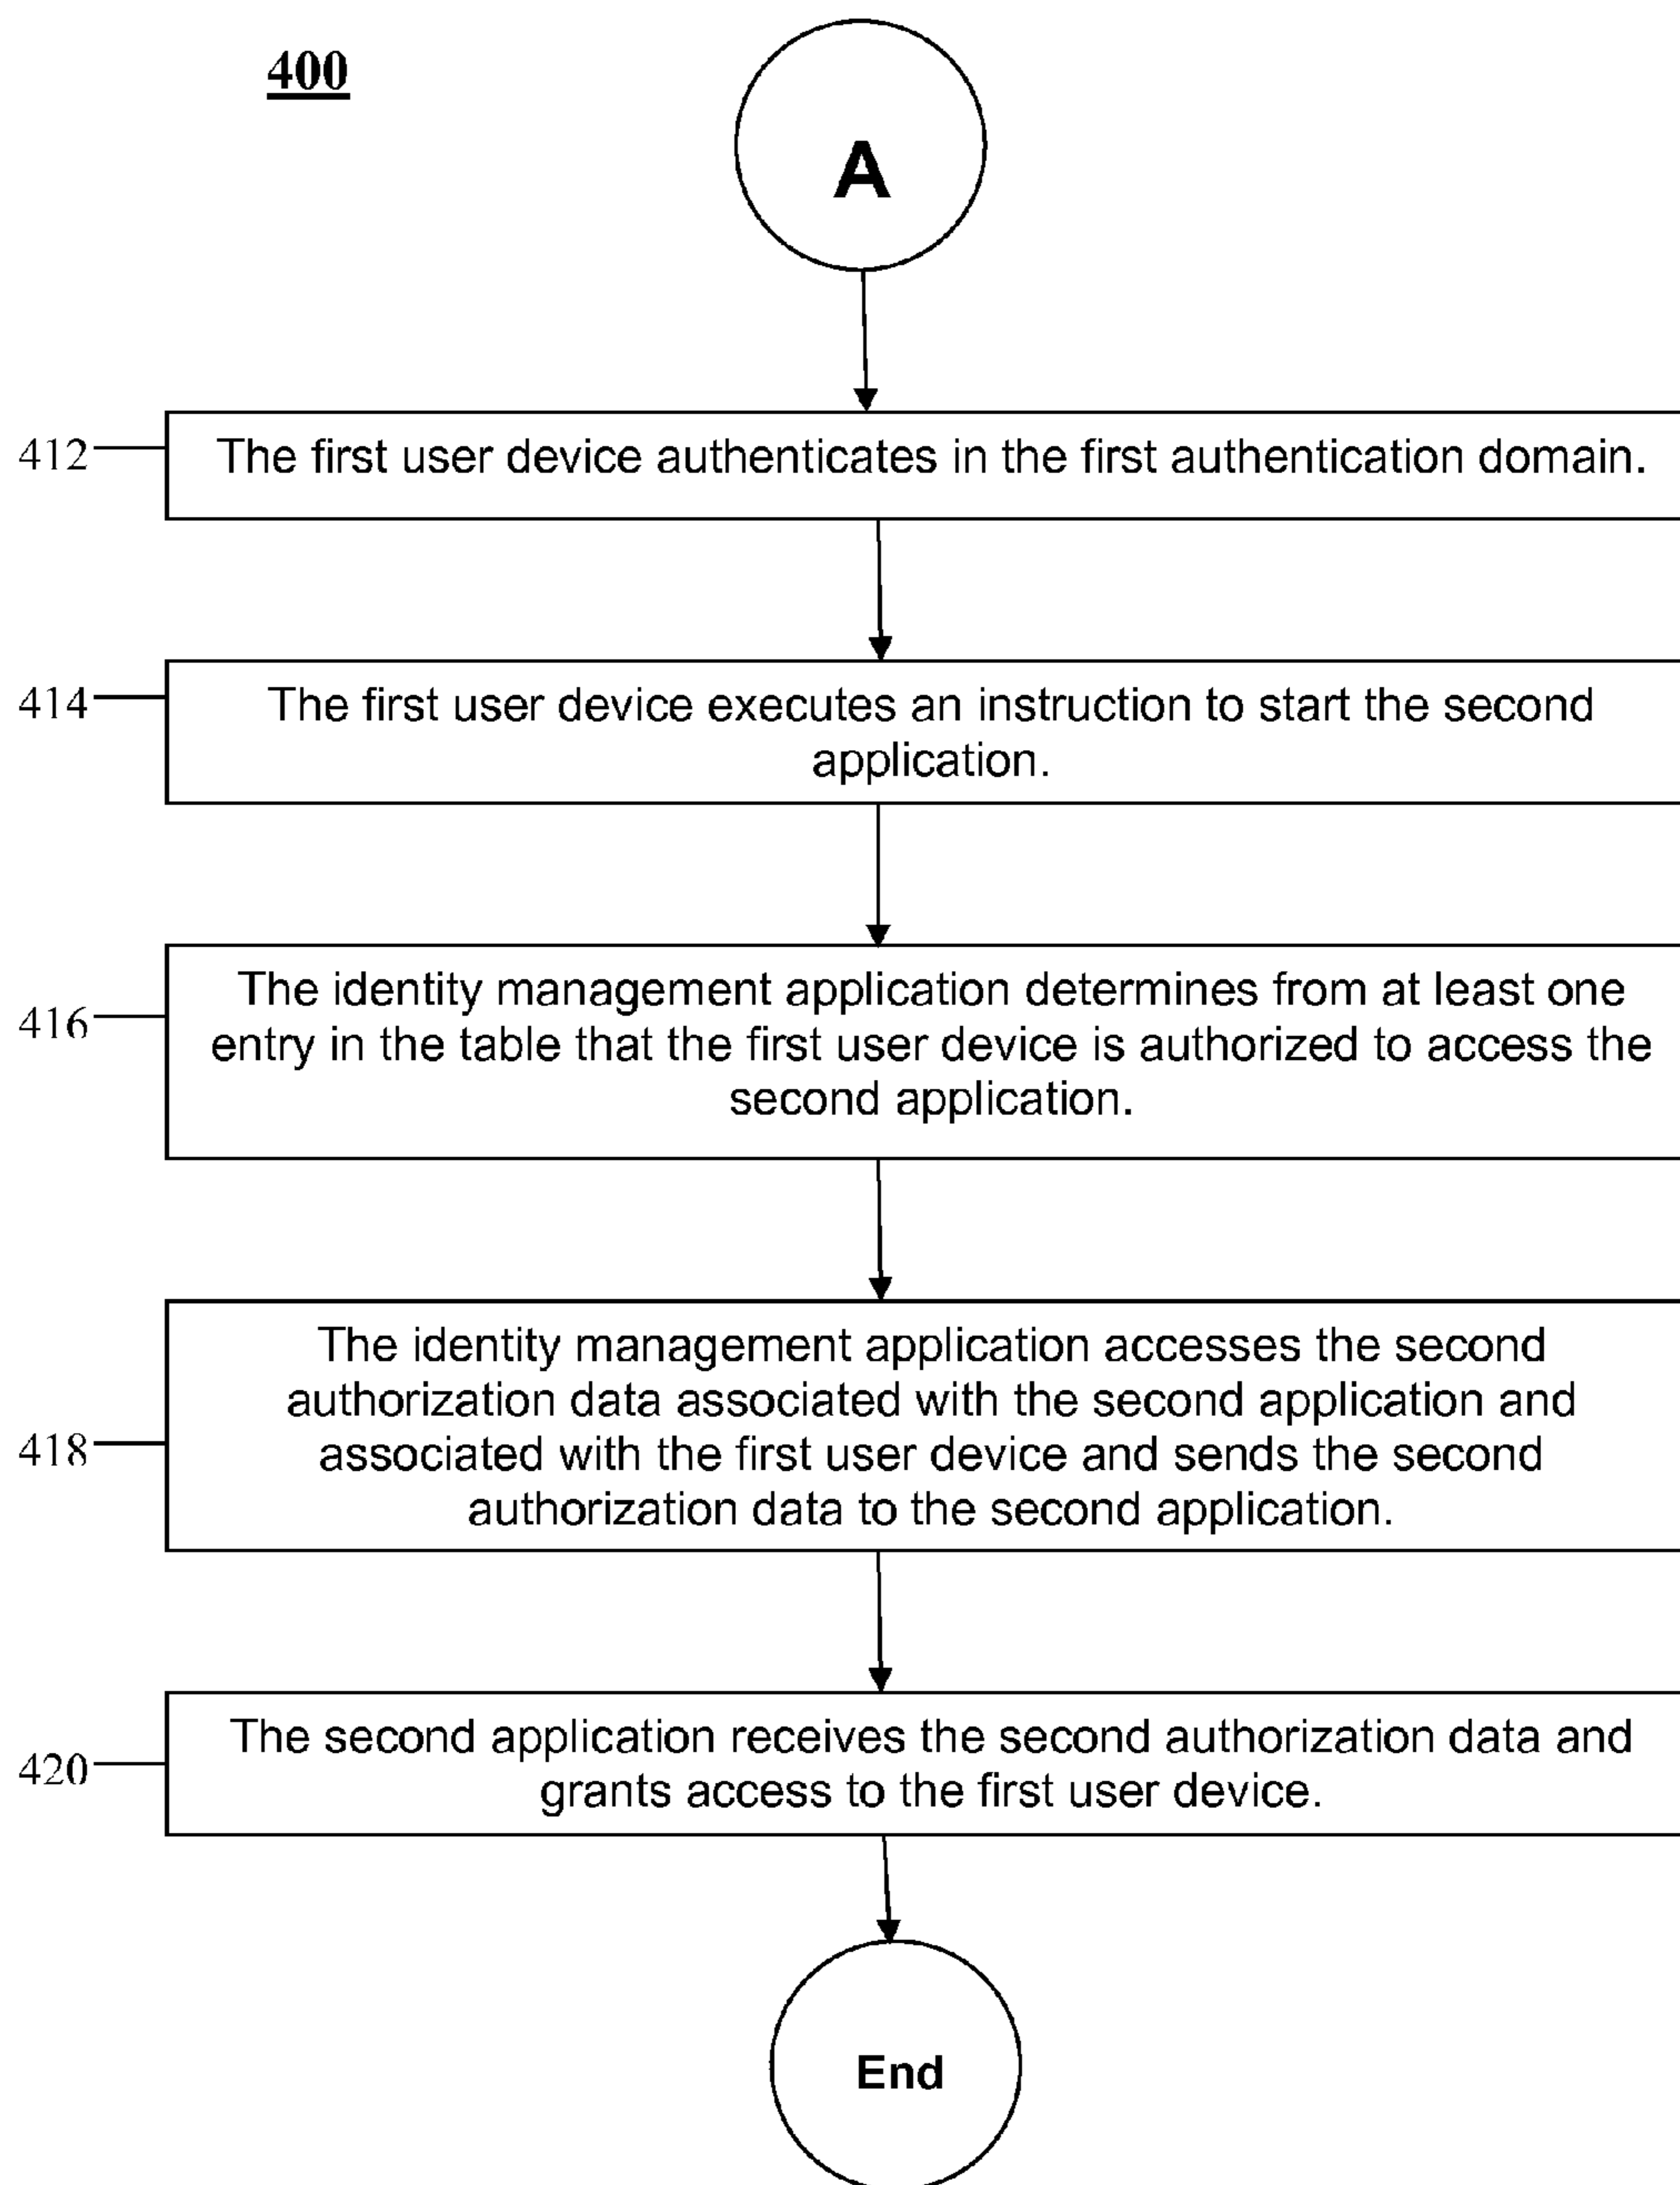 400
A
412
The first user device authenticates in the first authentication domain.
414
The first user device executes an instruction to start the second
application.
416
The identity management application determines from at least one
entry in the table that the first user device is authorized to access the
second application.
418
The identity management application accesses the second
authorization data associated with the second application and
associated with the first user device and sends the second
authorization data to the second application.
420
The second application receives the second authorization data and
grants access to the first user device.
End